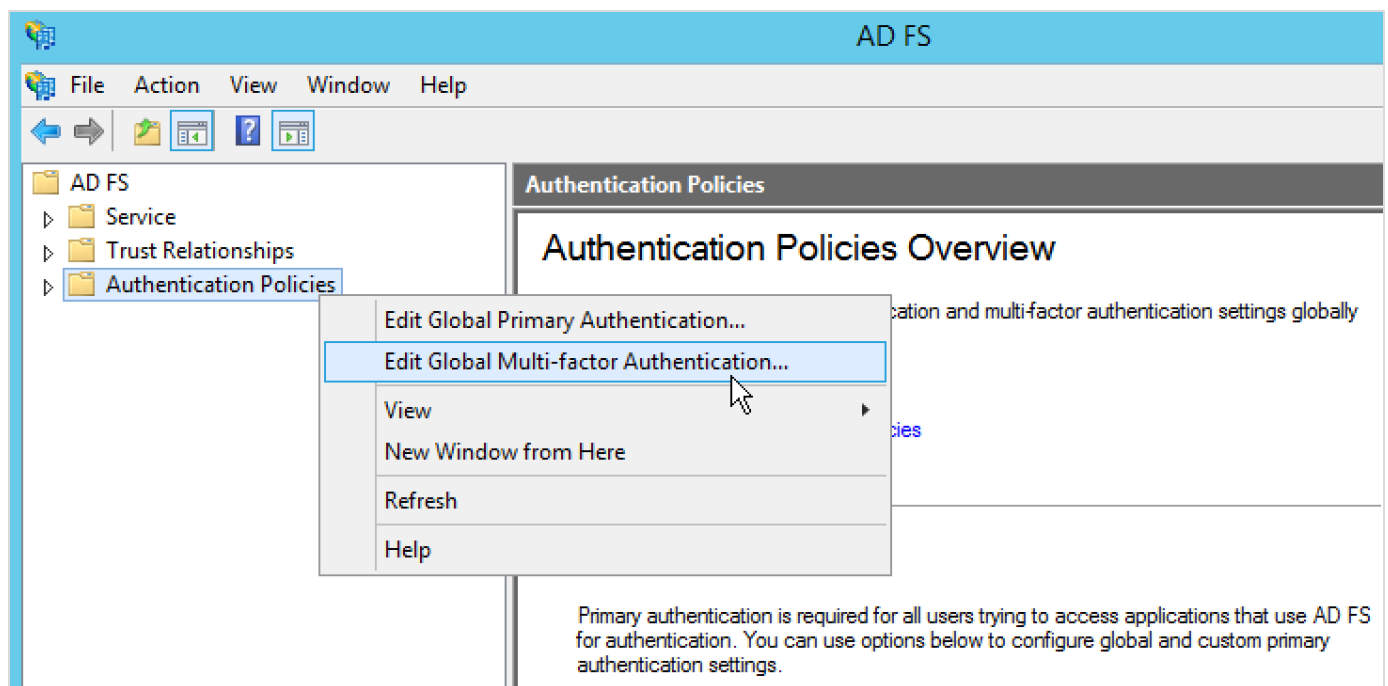 AD FS
File Action View Window Help
AD FS
Service
Trust Relationships
Authentication Policies
Authentication Policies
Authentication Policies Overview
Edit Global Primary Authentication...
Edit Global Multi-factor Authentication...
View
New Window from Here
Refresh
Help
and multi-factor authentication settings globally
Primary authentication is required for all users trying to access applications that use AD FS
for authentication. You can use options below to configure global and custom primary
authentication settings.